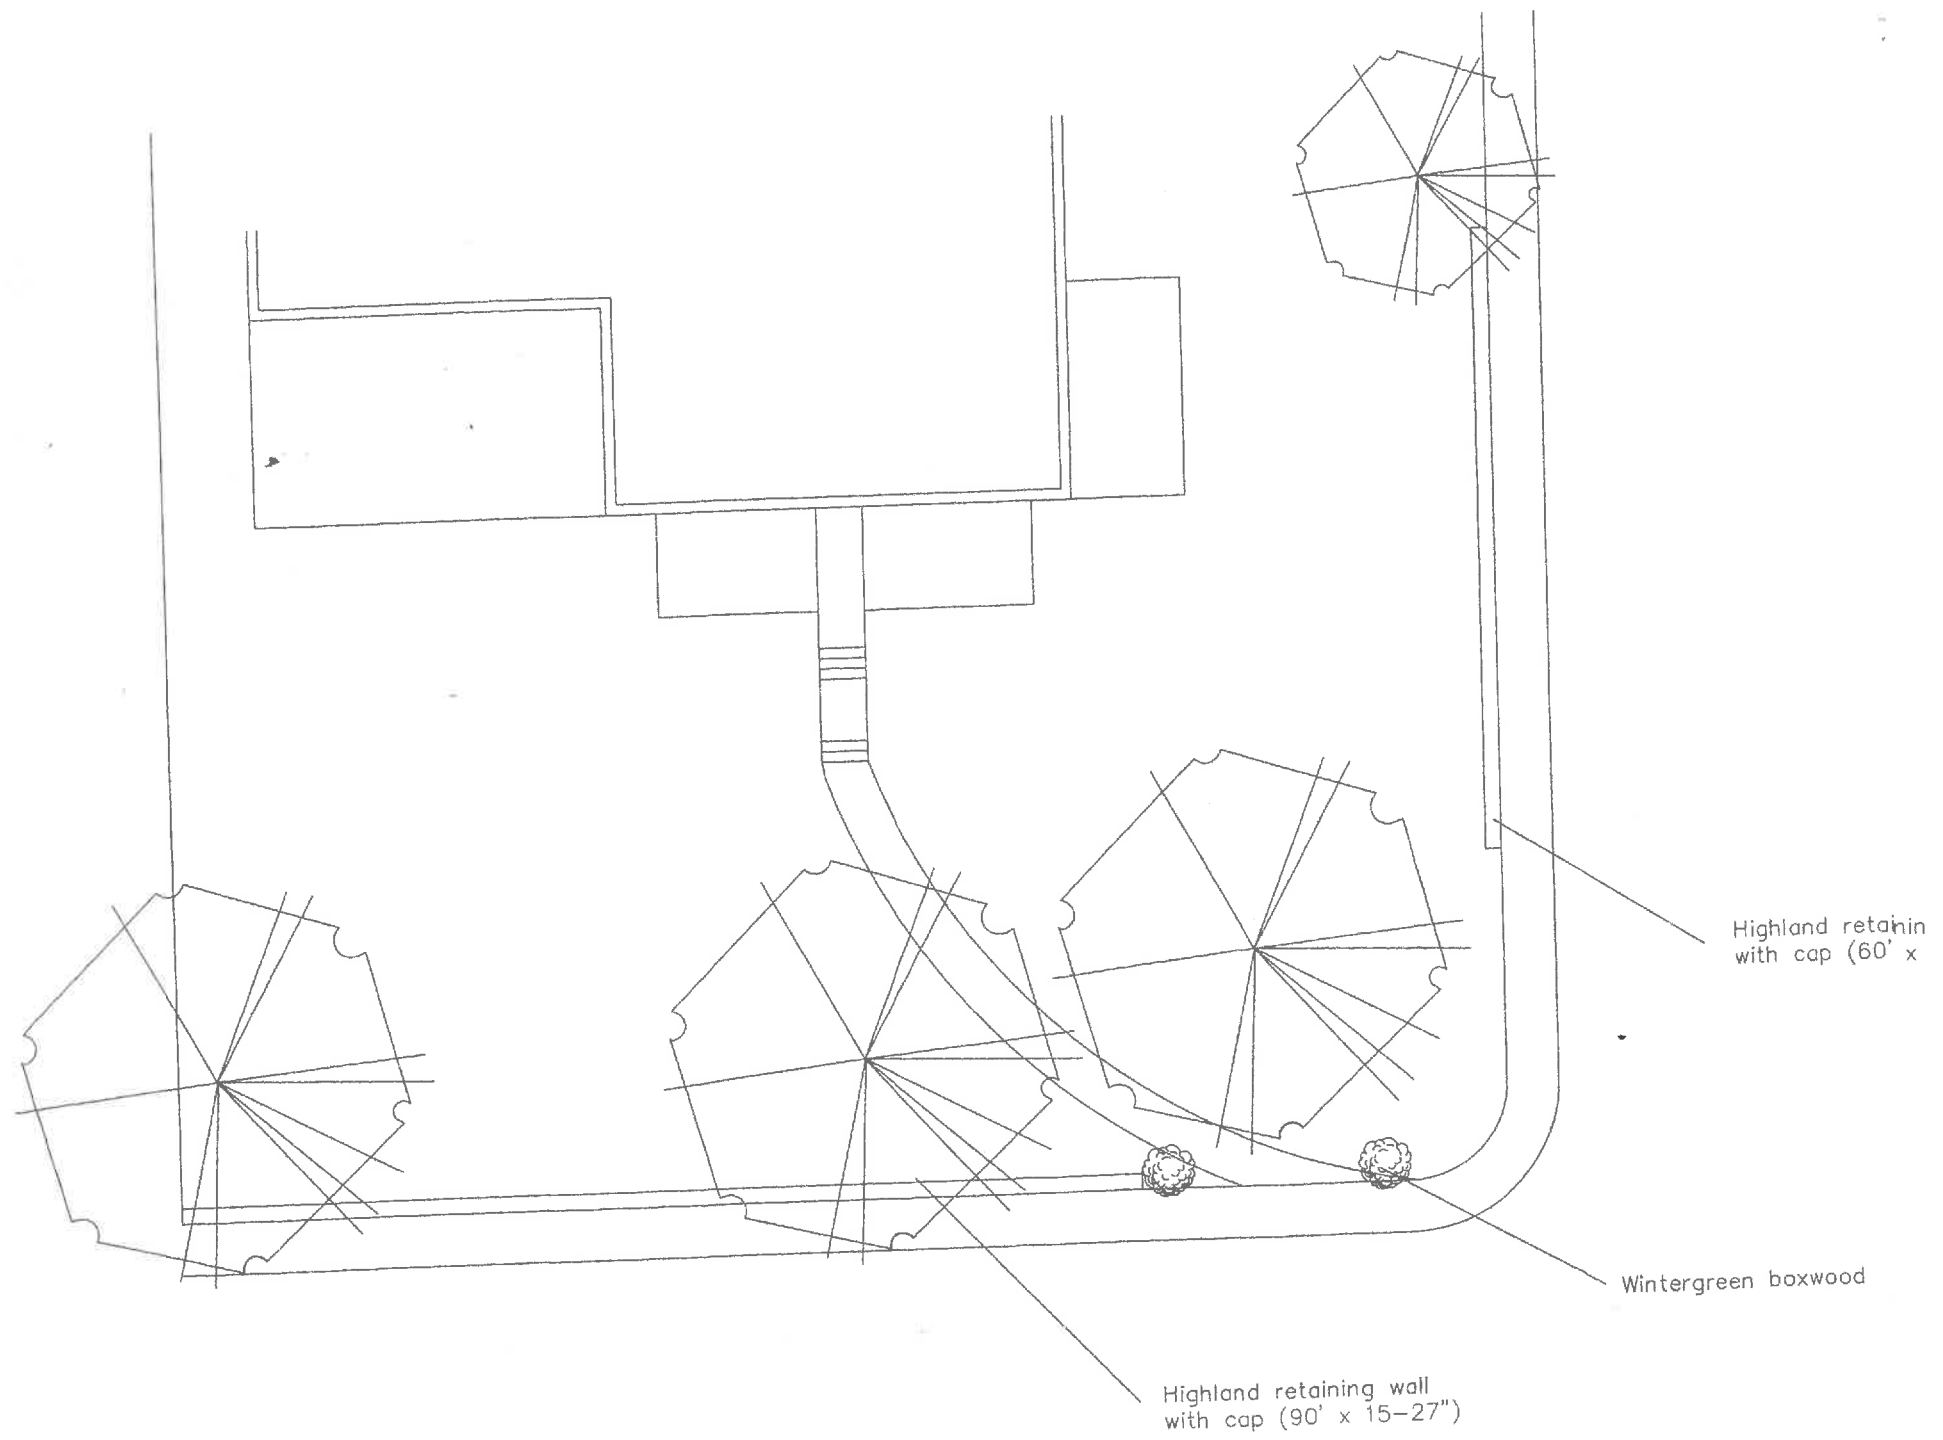 Highland retainin
with cap (60' x
Wintergreen boxwood
Highland retaining wall
with cap (90' x 15-27")